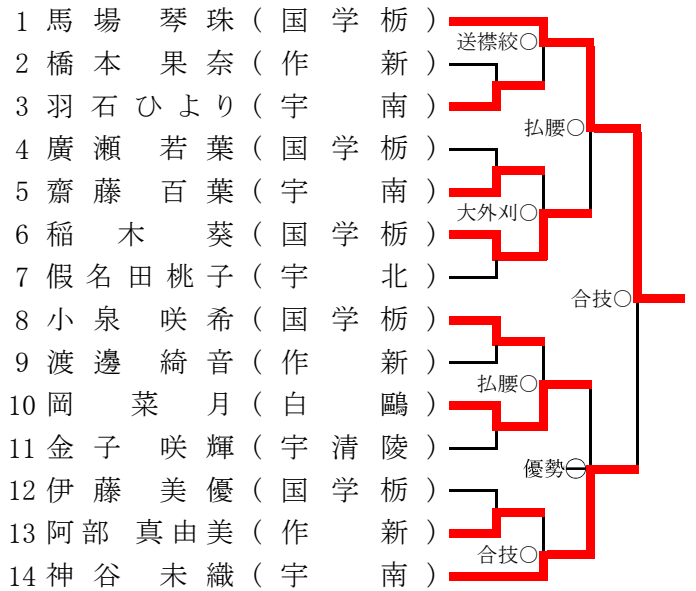 1 馬場 琴珠(国学栃)
送襟絞○
2 橋本 果奈(作 新)
3 羽石ひより(宇 南)
払腰○
4 廣瀬 若葉(国学栃)
5 齋藤 百葉(宇 南)
大外刈○
6 稲木 葵(国学栃)
7 假名田桃子(宇 北)
合技○
8 小泉 咲希(国学栃)
9 渡邊 綺音(作 新)
払腰○
10 岡 菜月(白 鷗)
11 金子 咲輝(宇清陵)
優勢○
12 伊藤 美優(国学栃)
13 阿部 真由美(作 新)
合技○
14 神谷 未織(宇 南)